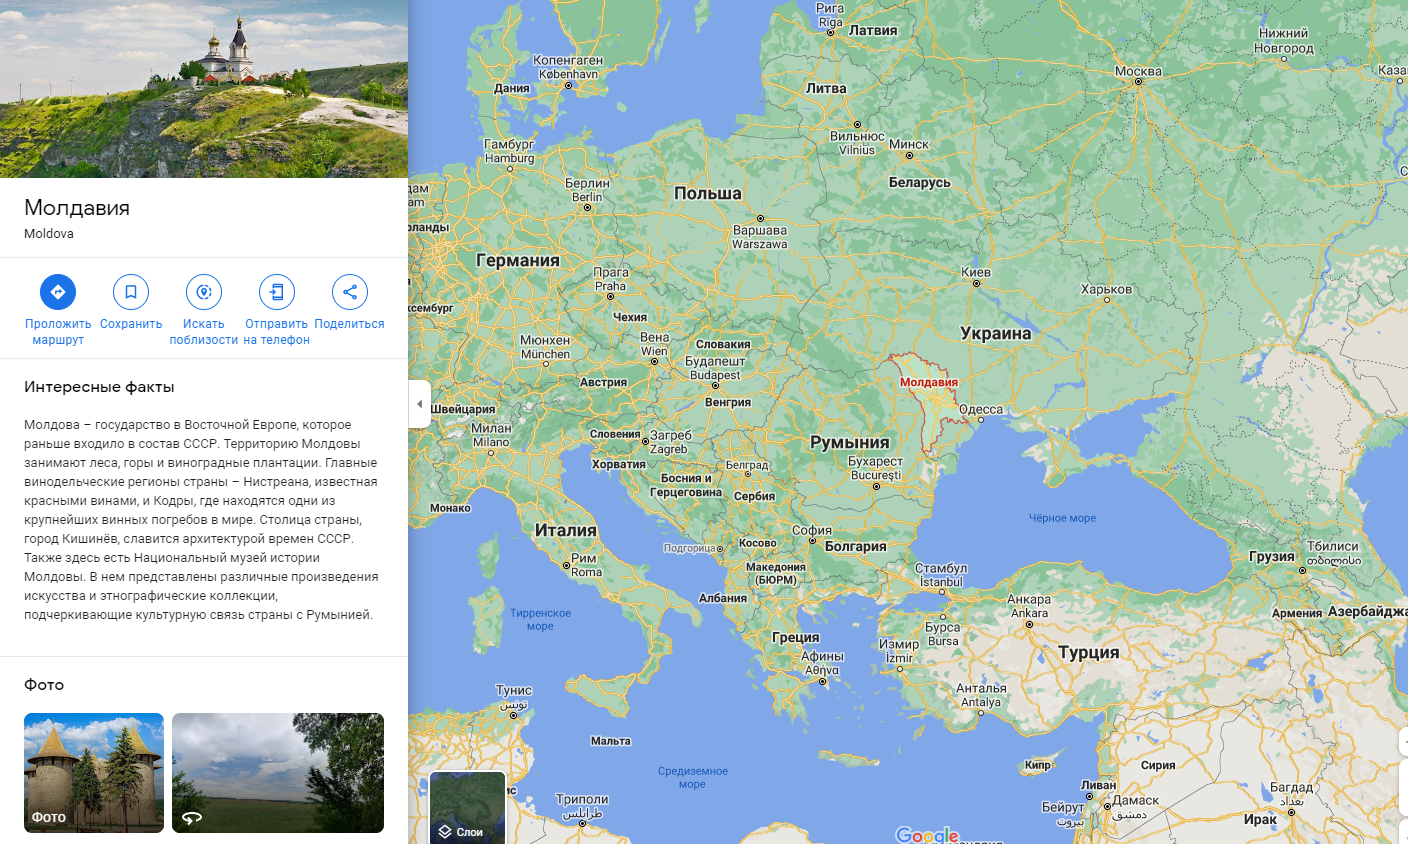 Молдавия
Moldova
Проложить
маршрут
Сохранить
Искать
поблизости
Отправить
на телефон
Поделиться
Интересные факты
Молдова – государство в Восточной Европе, которое
раньше входило в состав СССР. Территорию Молдовы
занимают леса, горы и виноградные плантации. Главные
винодельческие регионы страны – Нистреана, известная
красными винами, и Кодры, где находятся одни из
крупнейших винных погребов в мире. Столица страны,
город Кишинёв, славится архитектурой времен СССР.
Также здесь есть Национальный музей истории
Молдовы. В нем представлены различные произведения
искусства и этнографические коллекции,
подчеркивающие культурную связь страны с Румынией.
Фото
Фото
Рига
Rīga
Латвия
Нижний
Новгород
Копенгаген
København
Москва
Каза
Дания
Литва
Вильнюс
Vilnius
Минск
Гамбург
Hamburg
Беларусь
дам
am
Берлин
Berlin
Польша
рланды
Варшава
Warszawa
Германия
Прага
Praha
Киев
Харьков
ксембург
Чехия
Украина
Мюнхен
München
Вена
Wien
Словакия
Будапешт
Budapest
Австрия
Молдавия
Венгрия
Швейцария
Одесса
Милан
Milano
Словения
Загреб
Zagreb
Румыния
Хорватия
Белград
Бухарест
București
Босния и
Герцеговина
Сербия
Монако
Чёрное море
Италия
София
Подгорица
Косово
Болгария
Тбилиси
თბილისი
Грузия
Рим
Roma
Македония
(БЮРМ)
Стамбул
İstanbul
Албания
Анкара
Ankara
Армения
Азербайджа
Тирренское
море
Бурса
Bursa
Греция
Измир
İzmir
Турция
Афины
Αθήνα
Анталья
Antalya
Тунис
تونس
Мальта
Средиземное
море
Кипр
Сирия
ис
Ливан
Багдад
بغداد
Триполи
طرابلس
Бейрут
بيروت
Дамаск
دمشق
Ирак
Слои
Google